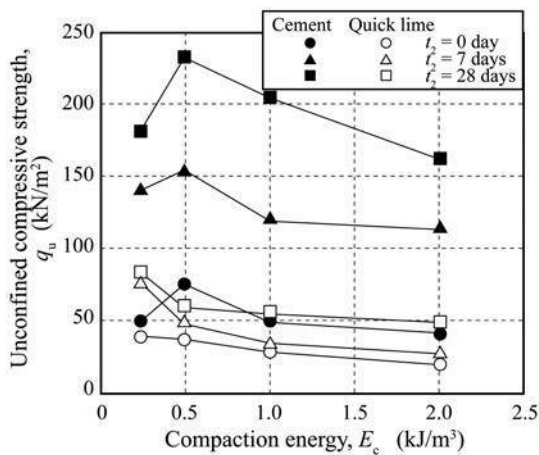 Cement Quick lime
t₂ = 0 day
t₂ = 7 days
t₂ = 28 days
Unconfined compressive strength,
qᵤ (kN/m²)
250
200
150
100
50
0
0 0.5 1.0 1.5 2.0 2.5
Compaction energy, E꜀ (kJ/m³)